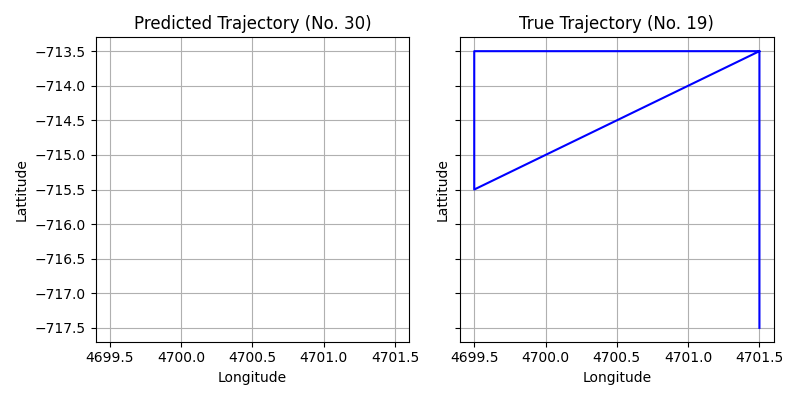 Predicted Trajectory (No. 30)
True Trajectory (No. 19)
−713.5
−714.0
−714.5
−715.0
−715.5
−716.0
−716.5
−717.0
−717.5
Lattitude
Lattitude
4699.5 4700.0 4700.5 4701.0 4701.5
4699.5 4700.0 4700.5 4701.0 4701.5
Longitude
Longitude